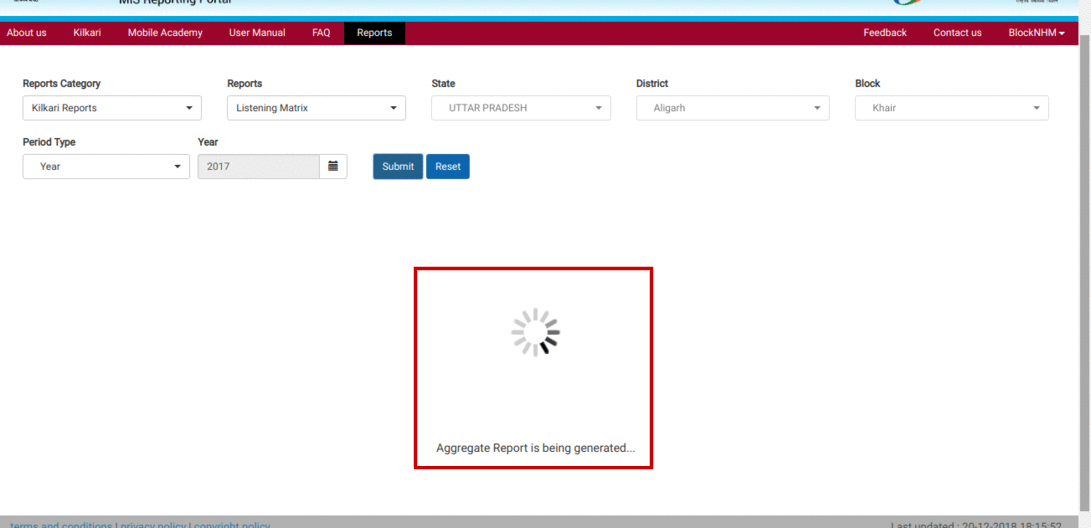 MIS Reporting Portal
About us Kilkari Mobile Academy User Manual FAQ Reports Feedback Contact us BlockNHM
Reports Category Reports State District Block
Kilkari Reports Listening Matrix UTTAR PRADESH Aligarh Khair
Period Type Year
Year 2017 Submit Reset
Aggregate Report is being generated...
terms and conditions | privacy policy | copyright policy Last updated : 20-12-2018 18:15:52